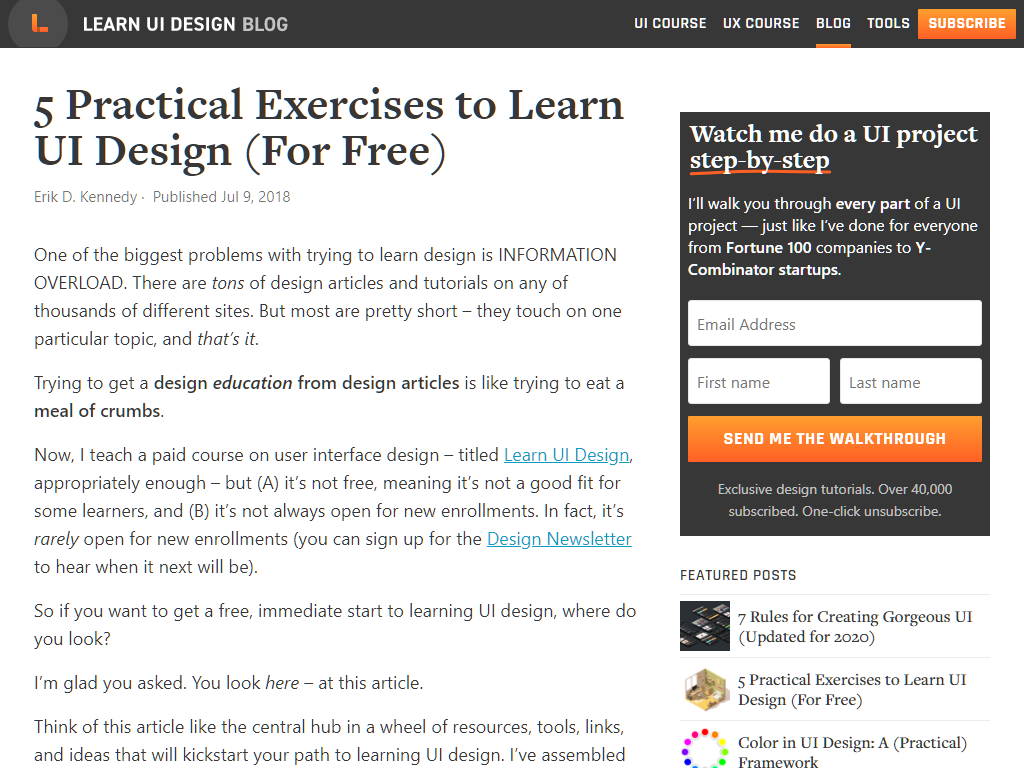 LEARN UI DESIGN BLOG
UI COURSE UX COURSE BLOG TOOLS SUBSCRIBE
5 Practical Exercises to Learn
UI Design (For Free)
Erik D. Kennedy · Published Jul 9, 2018
One of the biggest problems with trying to learn design is INFORMATION
OVERLOAD. There are tons of design articles and tutorials on any of
thousands of different sites. But most are pretty short – they touch on one
particular topic, and that's it.
Trying to get a design education from design articles is like trying to eat a
meal of crumbs.
Now, I teach a paid course on user interface design – titled Learn UI Design,
appropriately enough – but (A) it's not free, meaning it's not a good fit for
some learners, and (B) it's not always open for new enrollments. In fact, it's
rarely open for new enrollments (you can sign up for the Design Newsletter
to hear when it next will be).
So if you want to get a free, immediate start to learning UI design, where do
you look?
I'm glad you asked. You look here – at this article.
Think of this article like the central hub in a wheel of resources, tools, links,
and ideas that will kickstart your path to learning UI design. I've assembled
Watch me do a UI project
step-by-step
I'll walk you through every part of a UI
project — just like I've done for everyone
from Fortune 100 companies to Y-
Combinator startups.
Email Address
First name Last name
SEND ME THE WALKTHROUGH
Exclusive design tutorials. Over 40,000
subscribed. One-click unsubscribe.
FEATURED POSTS
7 Rules for Creating Gorgeous UI
(Updated for 2020)
5 Practical Exercises to Learn UI
Design (For Free)
Color in UI Design: A (Practical)
Framework